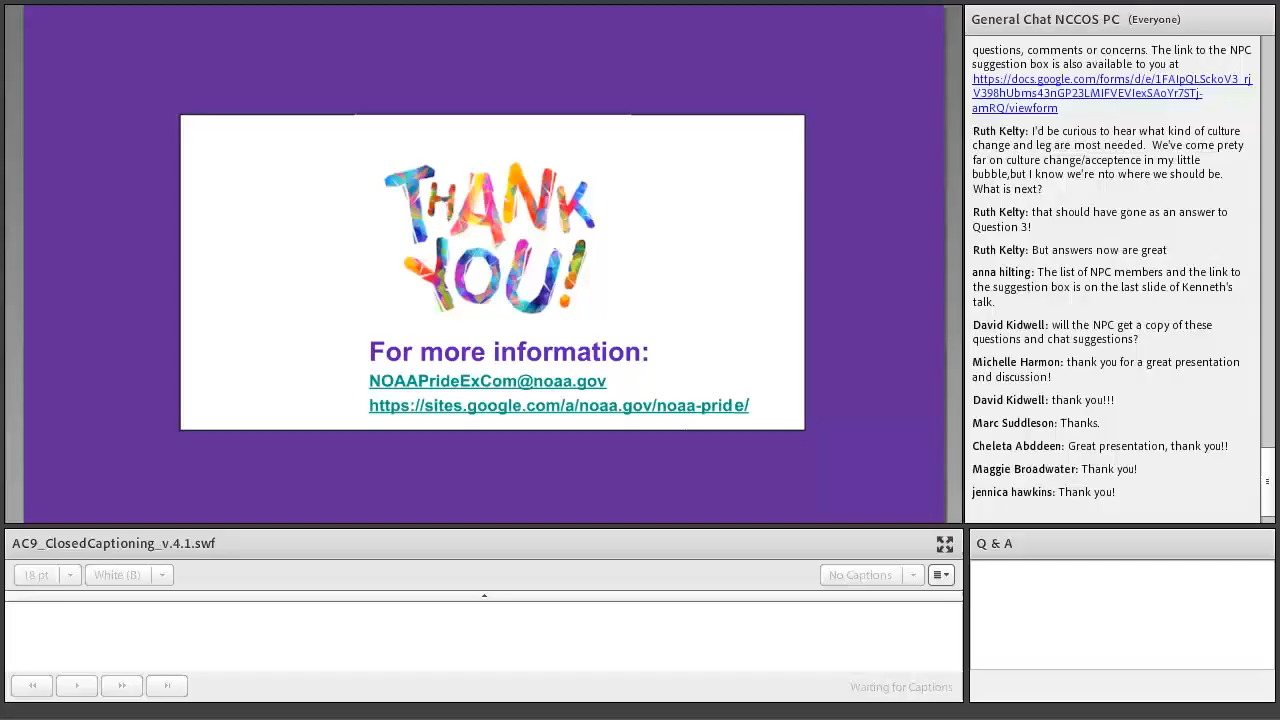 THANK
YOU!
For more information:
NOAAPrideExCom@noaa.gov
https://sites.google.com/a/noaa.gov/noaa-pride/
General Chat NCCOS PC (Everyone)
questions, comments or concerns. The link to the NPC
suggestion box is also available to you at
https://docs.google.com/forms/d/e/1FAIpQLSckoV3_rj
V398hUbms43nGP23LMIFVEVIexSAoYr7STj-
amRQ/viewform
Ruth Kelty: I'd be curious to hear what kind of culture
change and leg are most needed. We've come prety
far on culture change/acceptence in my little
bubble,but I know we're nto where we should be.
What is next?
Ruth Kelty: that should have gone as an answer to
Question 3!
Ruth Kelty: But answers now are great
anna hilting: The list of NPC members and the link to
the suggestion box is on the last slide of Kenneth's
talk.
David Kidwell: will the NPC get a copy of these
questions and chat suggestions?
Michelle Harmon: thank you for a great presentation
and discussion!
David Kidwell: thank you!!!
Marc Suddleson: Thanks.
Cheleta Abddeen: Great presentation, thank you!!
Maggie Broadwater: Thank you!
jennica hawkins: Thank you!
AC9_ClosedCaptioning_v.4.1.swf
18 pt
White (B)
No Captions
Waiting for Captions
Q & A